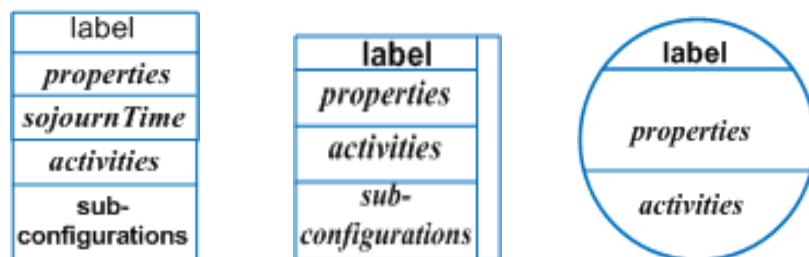 label
properties
sojournTime
activities
sub-
configurations
label
properties
activities
sub-
configurations
label
properties
activities